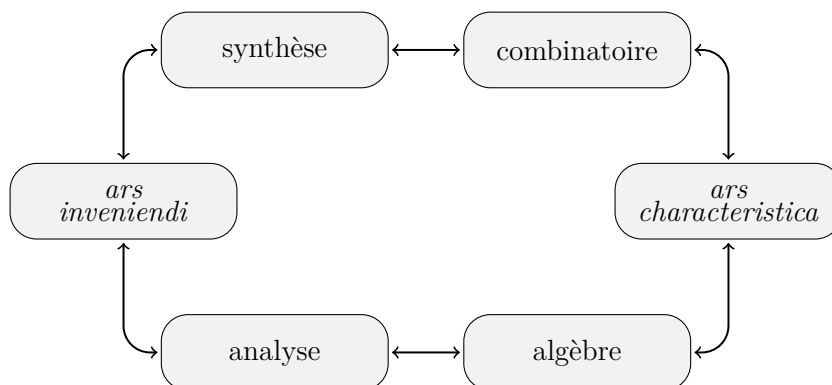 synthèse
combinatoire
ars
inveniendi
ars
characteristica
analyse
algèbre